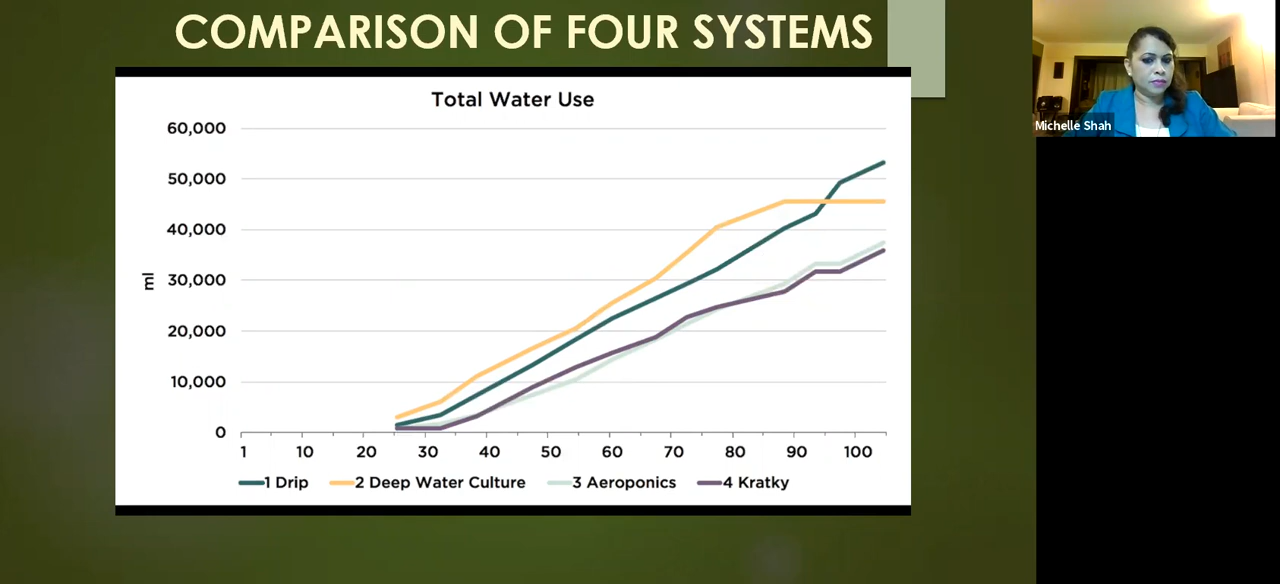 COMPARISON OF FOUR SYSTEMS
Total Water Use
60,000
50,000
40,000
30,000
20,000
10,000
0
ml
1 10 20 30 40 50 60 70 80 90 100
1 Drip 2 Deep Water Culture 3 Aeroponics 4 Kratky
Michelle Shah